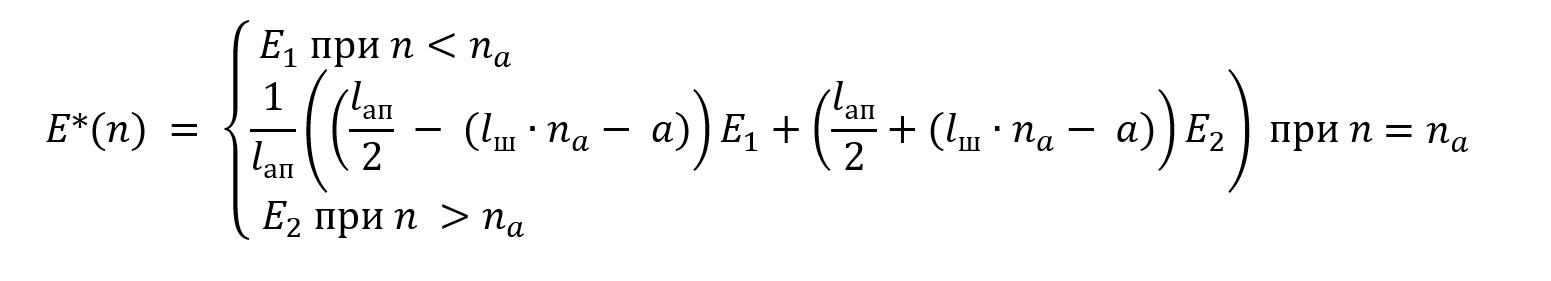 E₁ при n < nₐ
E*(n) = { 1/lап ((lап/2 − (lш · nₐ − a)) E₁ + (lап/2 + (lш · nₐ − a)) E₂) при n = nₐ
E₂ при n > nₐ